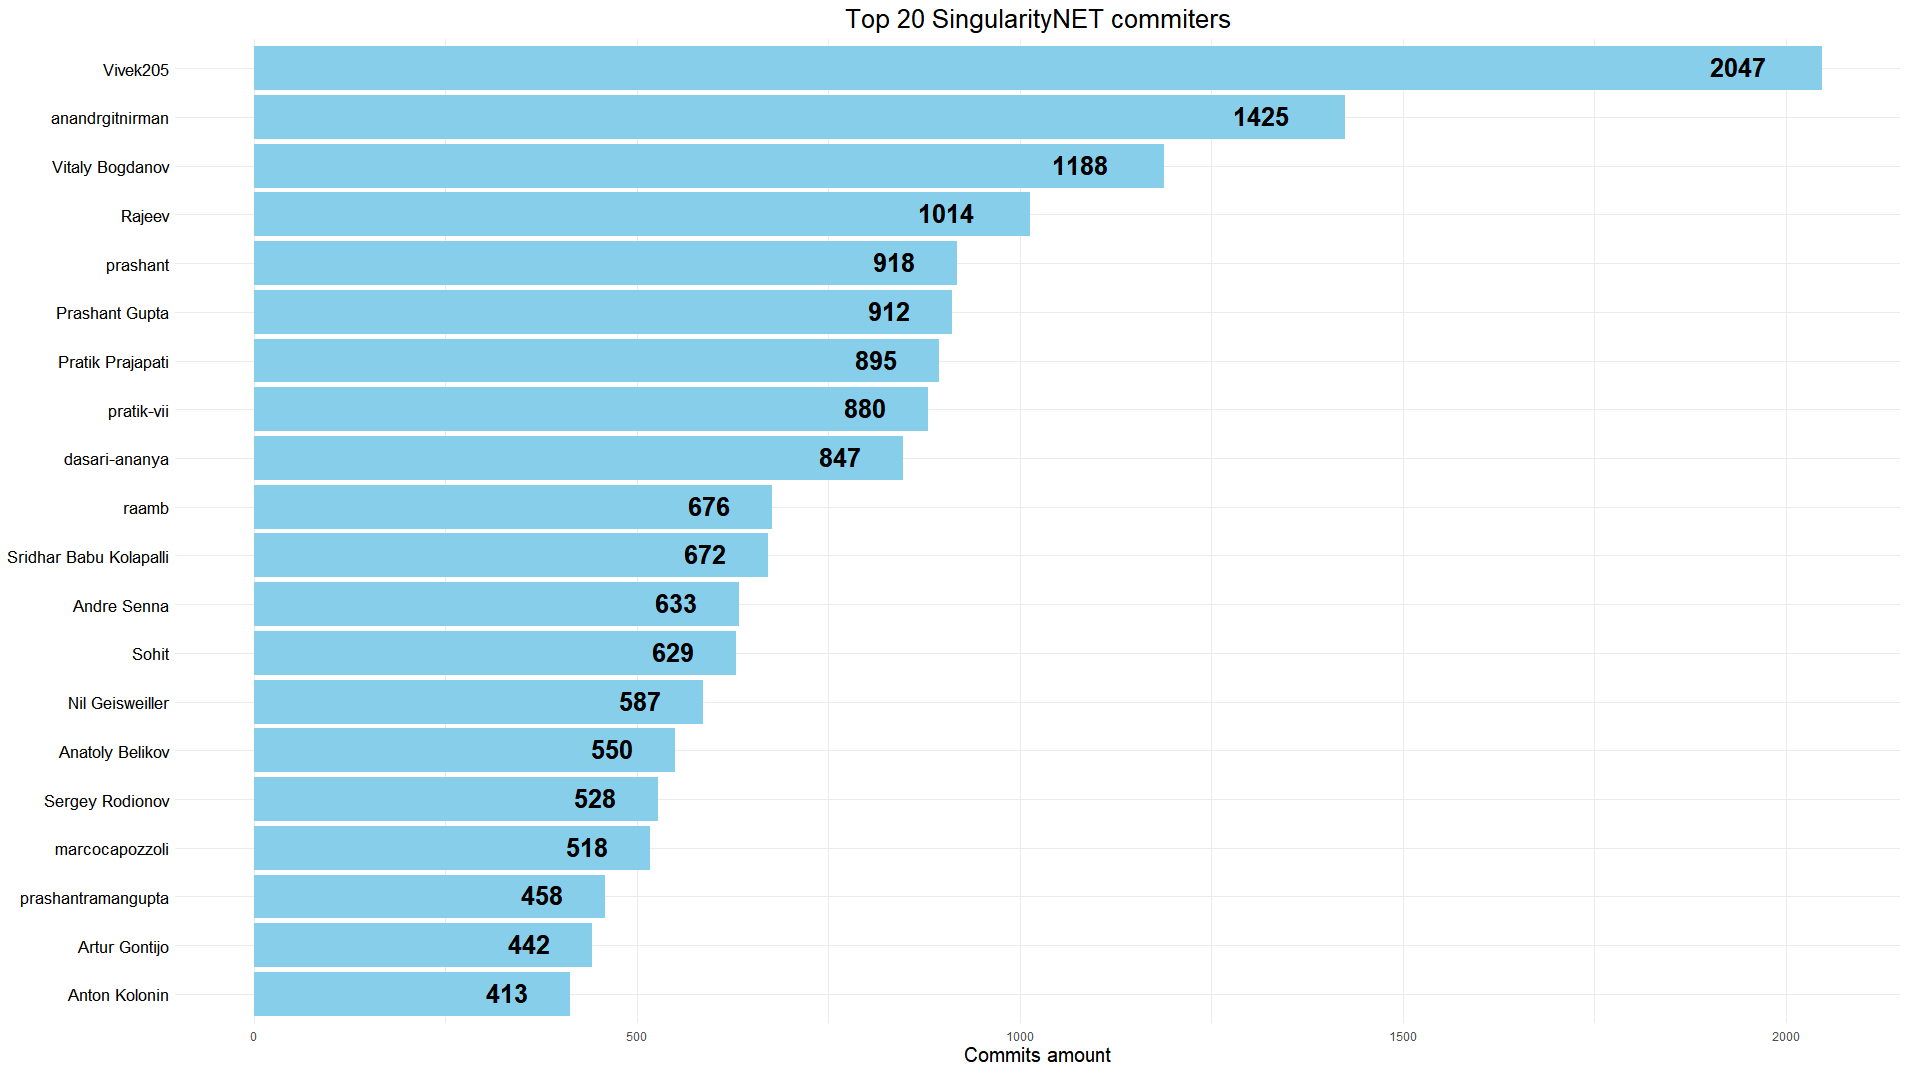 Top 20 SingularityNET commiters
Vivek205 2047
anandrgitnirman 1425
Vitaly Bogdanov 1188
Rajeev 1014
prashant 918
Prashant Gupta 912
Pratik Prajapati 895
pratik-vii 880
dasari-ananya 847
raamb 676
Sridhar Babu Kolapalli 672
Andre Senna 633
Sohit 629
Nil Geisweiller 587
Anatoly Belikov 550
Sergey Rodionov 528
marcocapozzoli 518
prashantramangupta 458
Artur Gontijo 442
Anton Kolonin 413
0 500 1000 1500 2000
Commits amount